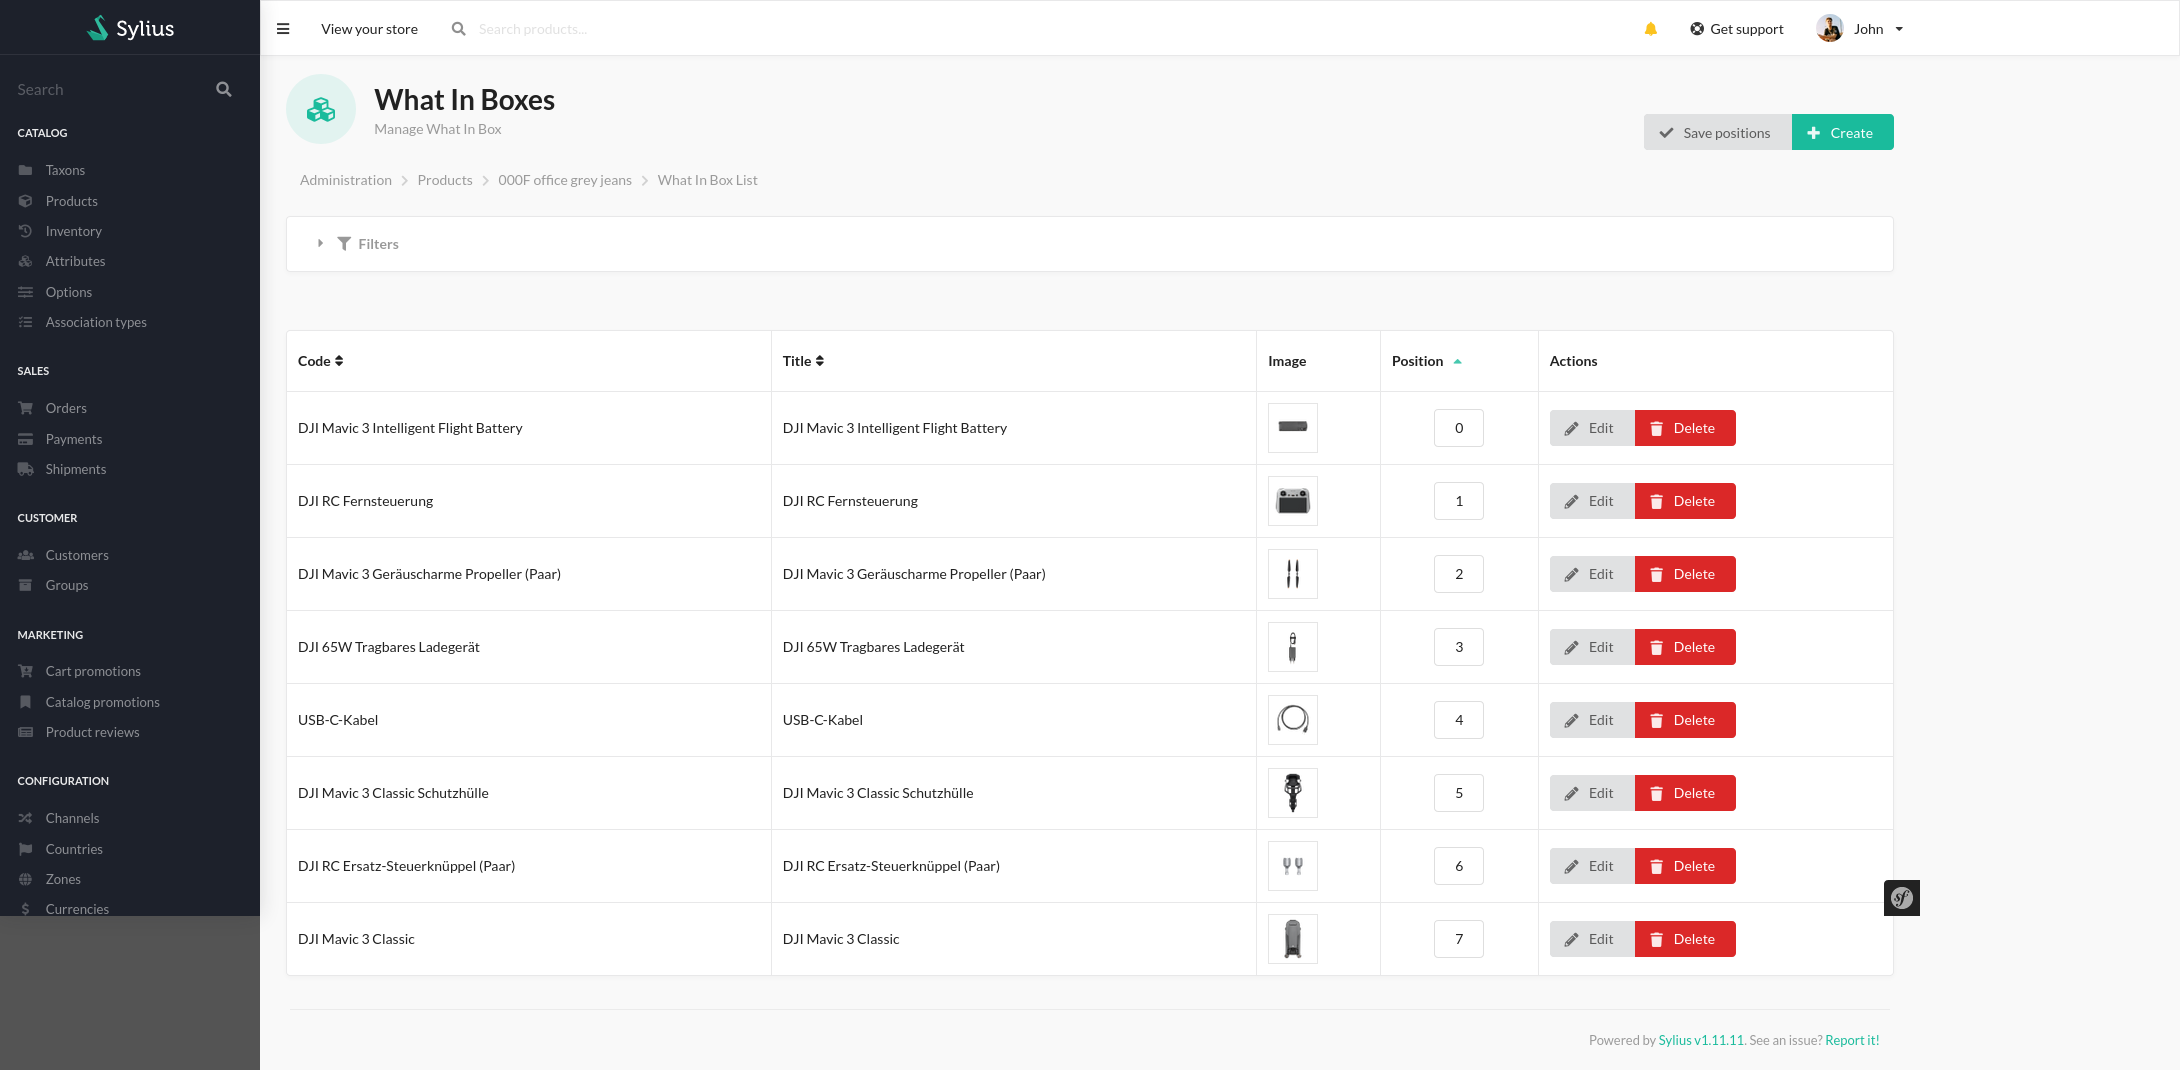 Sylius
View your store
Search products...
Get support
John
Search
CATALOG
Taxons
Products
Inventory
Attributes
Options
Association types
SALES
Orders
Payments
Shipments
CUSTOMER
Customers
Groups
MARKETING
Cart promotions
Catalog promotions
Product reviews
CONFIGURATION
Channels
Countries
Zones
Currencies
What In Boxes
Manage What In Box
Save positions
Create
Administration > Products > 000F office grey jeans > What In Box List
Filters
Code Title Image Position Actions
DJI Mavic 3 Intelligent Flight Battery DJI Mavic 3 Intelligent Flight Battery 0 Edit Delete
DJI RC Fernsteuerung DJI RC Fernsteuerung 1 Edit Delete
DJI Mavic 3 Geräuscharme Propeller (Paar) DJI Mavic 3 Geräuscharme Propeller (Paar) 2 Edit Delete
DJI 65W Tragbares Ladegerät DJI 65W Tragbares Ladegerät 3 Edit Delete
USB-C-Kabel USB-C-Kabel 4 Edit Delete
DJI Mavic 3 Classic Schutzhülle DJI Mavic 3 Classic Schutzhülle 5 Edit Delete
DJI RC Ersatz-Steuerknüppel (Paar) DJI RC Ersatz-Steuerknüppel (Paar) 6 Edit Delete
DJI Mavic 3 Classic DJI Mavic 3 Classic 7 Edit Delete
sf
Powered by Sylius v1.11.11. See an issue? Report it!